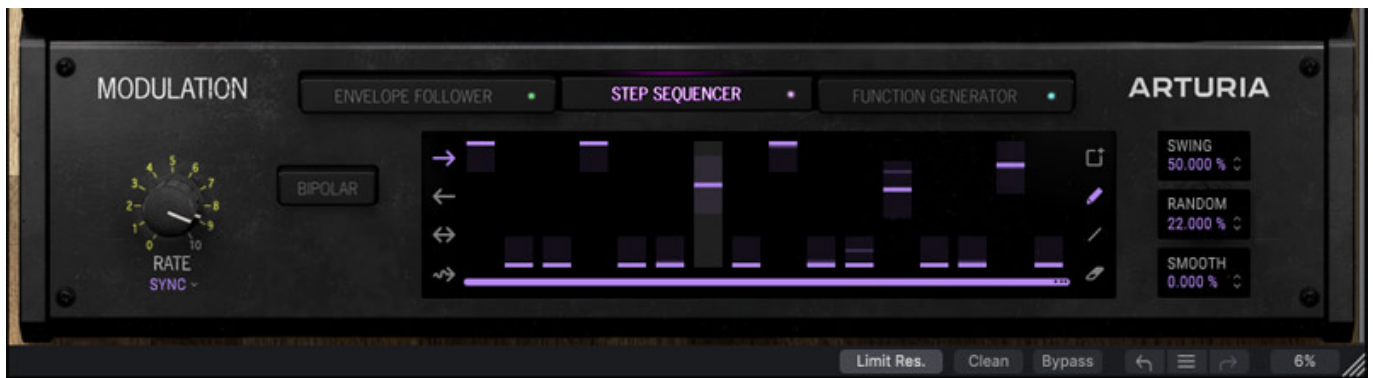 MODULATION
ENVELOPE FOLLOWER
STEP SEQUENCER
FUNCTION GENERATOR
ARTURIA
0 1 2 3 4 5 6 7 8 9 10
RATE
SYNC
BIPOLAR
SWING
50.000 %
RANDOM
22.000 %
SMOOTH
0.000 %
Limit Res.
Clean
Bypass
6%